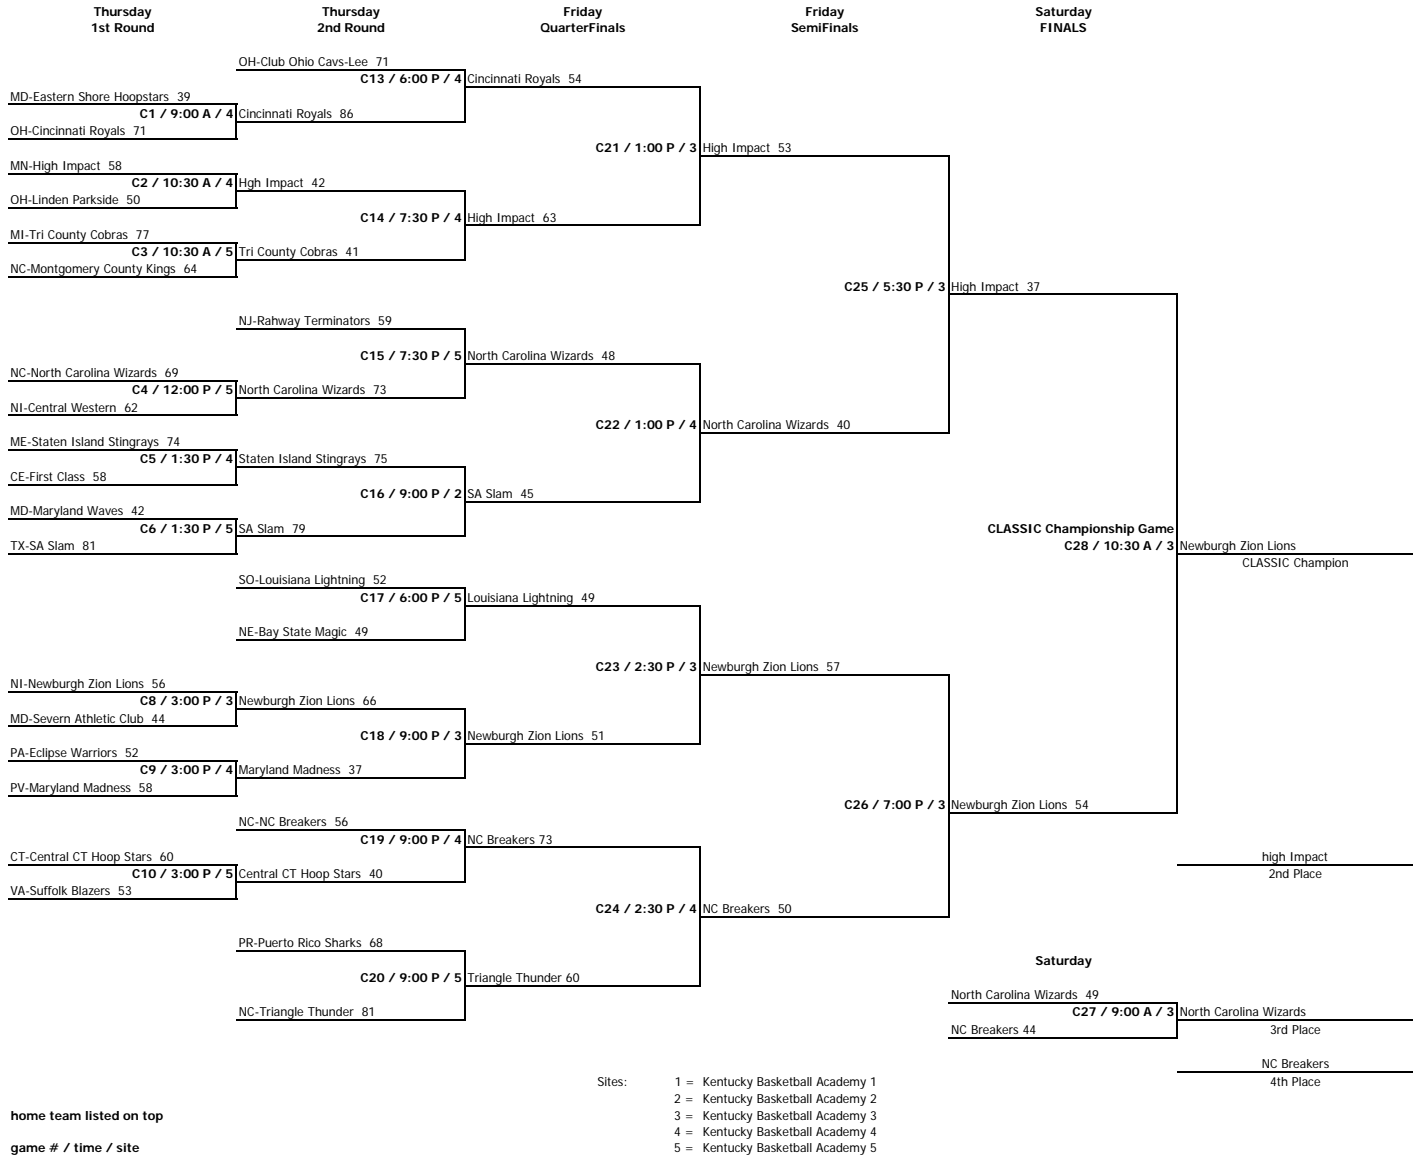 Thursday
1st Round
Thursday
2nd Round
Friday
QuarterFinals
Friday
SemiFinals
Saturday
FINALS
OH-Club Ohio Cavs-Lee 71
C13 / 6:00 P / 4 Cincinnati Royals 54
MD-Eastern Shore Hoopstars 39
C1 / 9:00 A / 4 Cincinnati Royals 86
OH-Cincinnati Royals 71
C21 / 1:00 P / 3 High Impact 53
MN-High Impact 58
C2 / 10:30 A / 4 Hgh Impact 42
OH-Linden Parkside 50
C14 / 7:30 P / 4 High Impact 63
MI-Tri County Cobras 77
C3 / 10:30 A / 5 Tri County Cobras 41
NC-Montgomery County Kings 64
C25 / 5:30 P / 3 High Impact 37
NJ-Rahway Terminators 59
C15 / 7:30 P / 5 North Carolina Wizards 48
NC-North Carolina Wizards 69
C4 / 12:00 P / 5 North Carolina Wizards 73
NI-Central Western 62
C22 / 1:00 P / 4 North Carolina Wizards 40
ME-Staten Island Stingrays 74
C5 / 1:30 P / 4 Staten Island Stingrays 75
CE-First Class 58
C16 / 9:00 P / 2 SA Slam 45
MD-Maryland Waves 42
C6 / 1:30 P / 5 SA Slam 79
TX-SA Slam 81
CLASSIC Championship Game
C28 / 10:30 A / 3 Newburgh Zion Lions
CLASSIC Champion
SO-Louisiana Lightning 52
C17 / 6:00 P / 5 Louisiana Lightning 49
NE-Bay State Magic 49
C23 / 2:30 P / 3 Newburgh Zion Lions 57
NI-Newburgh Zion Lions 56
C8 / 3:00 P / 3 Newburgh Zion Lions 66
MD-Severn Athletic Club 44
C18 / 9:00 P / 3 Newburgh Zion Lions 51
PA-Eclipse Warriors 52
C9 / 3:00 P / 4 Maryland Madness 37
PV-Maryland Madness 58
C26 / 7:00 P / 3 Newburgh Zion Lions 54
NC-NC Breakers 56
C19 / 9:00 P / 4 NC Breakers 73
CT-Central CT Hoop Stars 60
C10 / 3:00 P / 5 Central CT Hoop Stars 40
VA-Suffolk Blazers 53
high Impact
2nd Place
C24 / 2:30 P / 4 NC Breakers 50
PR-Puerto Rico Sharks 68
C20 / 9:00 P / 5 Triangle Thunder 60
NC-Triangle Thunder 81
Saturday
North Carolina Wizards 49
C27 / 9:00 A / 3 North Carolina Wizards
NC Breakers 44
3rd Place
NC Breakers
4th Place
Sites: 1 = Kentucky Basketball Academy 1
2 = Kentucky Basketball Academy 2
home team listed on top
3 = Kentucky Basketball Academy 3
4 = Kentucky Basketball Academy 4
game # / time / site
5 = Kentucky Basketball Academy 5